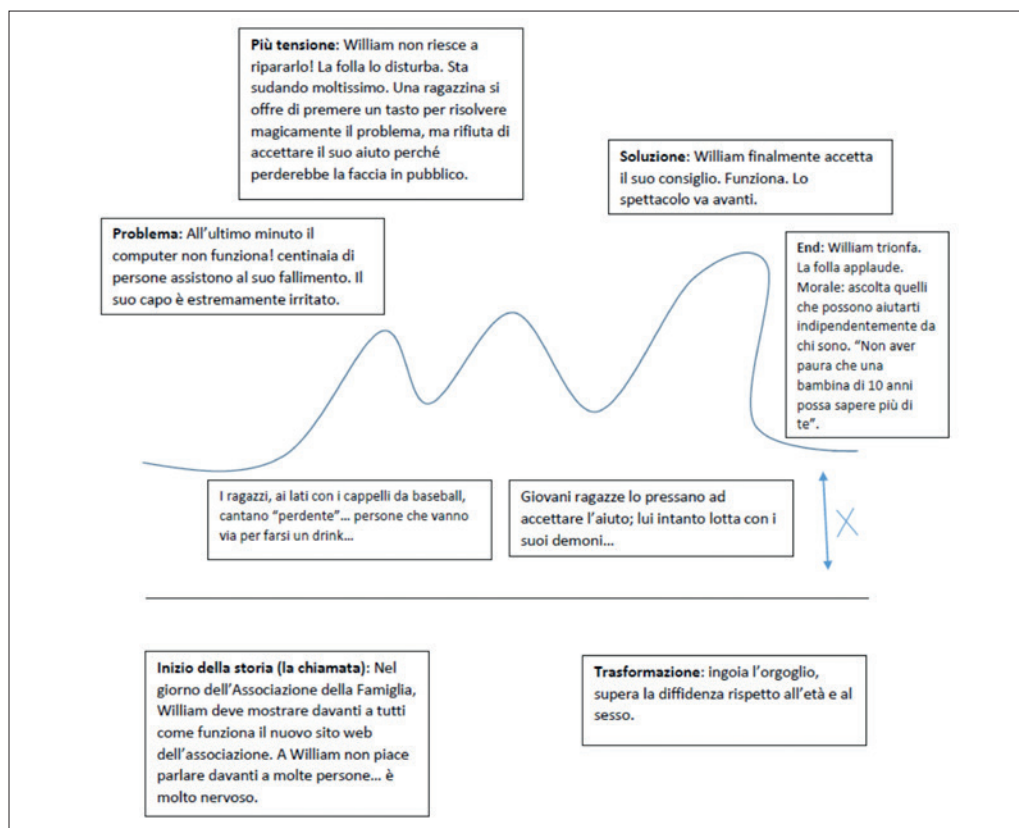 Più tensione: William non riesce a
ripararlo! La folla lo disturba. Sta
sudando moltissimo. Una ragazzina si
offre di premere un tasto per risolvere
magicamente il problema, ma rifiuta di
accettare il suo aiuto perché
perderebbe la faccia in pubblico.
Soluzione: William finalmente accetta
il suo consiglio. Funziona. Lo
spettacolo va avanti.
Problema: All’ultimo minuto il
computer non funziona! centinaia di
persone assistono al suo fallimento. Il
suo capo è estremamente irritato.
End: William trionfa.
La folla applaude.
Morale: ascolta quelli
che possono aiutarti
indipendentemente da
chi sono. “Non aver
paura che una
bambina di 10 anni
possa sapere più di
te”.
I ragazzi, ai lati con i cappelli da baseball,
cantano “perdente”… persone che vanno
via per farsi un drink…
Giovani ragazze lo pressano ad
accettare l’aiuto; lui intanto lotta con i
suoi demoni…
X
Inizio della storia (la chiamata): Nel
giorno dell’Associazione della Famiglia,
William deve mostrare davanti a tutti
come funziona il nuovo sito web
dell’associazione. A William non piace
parlare davanti a molte persone… è
molto nervoso.
Trasformazione: ingoia l’orgoglio,
supera la diffidenza rispetto all’età e al
sesso.